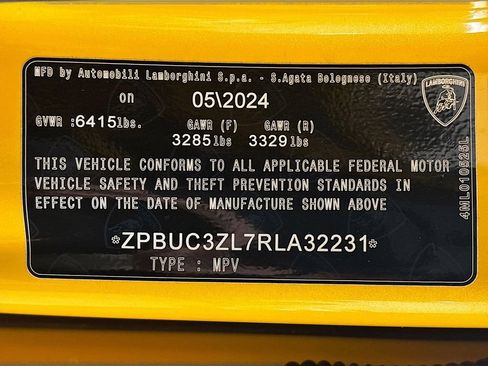 MFD by Automobili Lamborghini S.p.a. - S.Agata Bolognese (Italy)
on 05\2024
GVWR :6415lbs. GAWR (F) GAWR (R)
3285lbs 3329lbs
THIS VEHICLE CONFORMS TO ALL APPLICABLE FEDERAL MOTOR
VEHICLE SAFETY AND THEFT PREVENTION STANDARDS IN
EFFECT ON THE DATE OF MANUFACTURE SHOWN ABOVE
*ZPBUC3ZL7RLA32231*
TYPE : MPV
LAMBORGHINI
4ML010525L